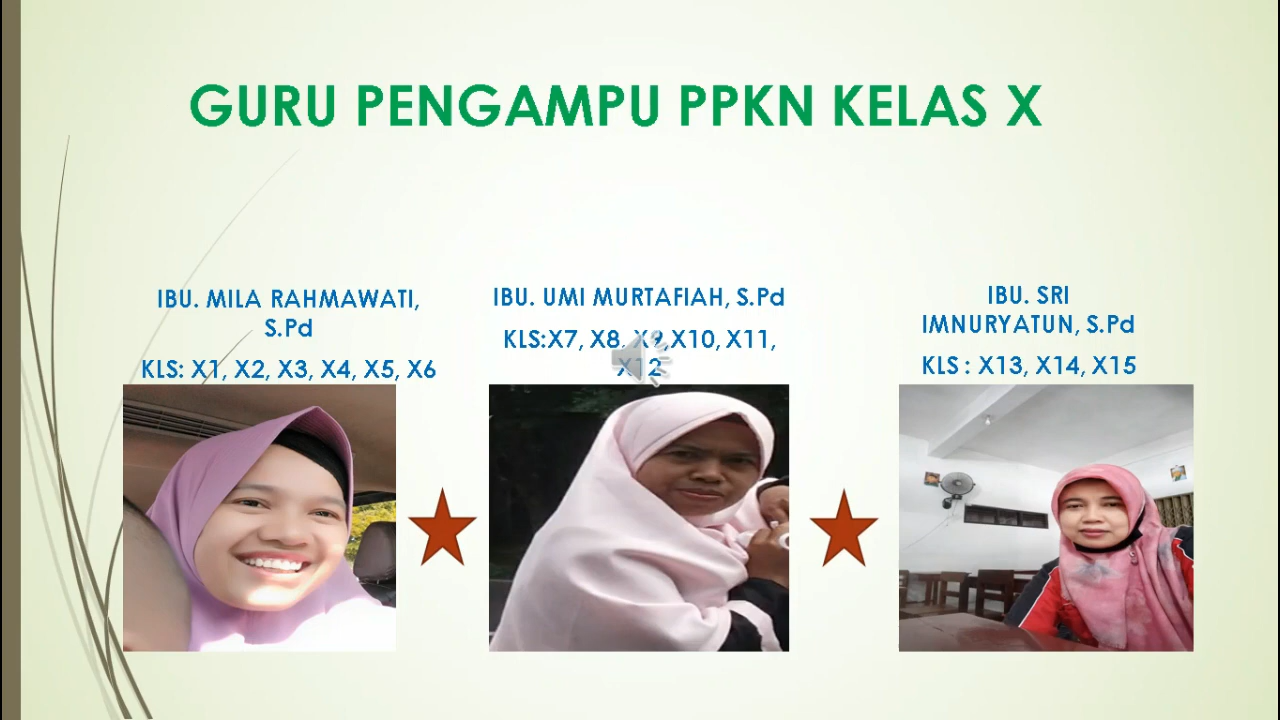 GURU PENGAMPU PPKN KELAS X
IBU. MILA RAHMAWATI,
S.Pd
KLS: X1, X2, X3, X4, X5, X6
IBU. UMI MURTAFIAH, S.Pd
KLS:X7, X8, X9,X10, X11,
X12
IBU. SRI
IMNURYATUN, S.Pd
KLS : X13, X14, X15